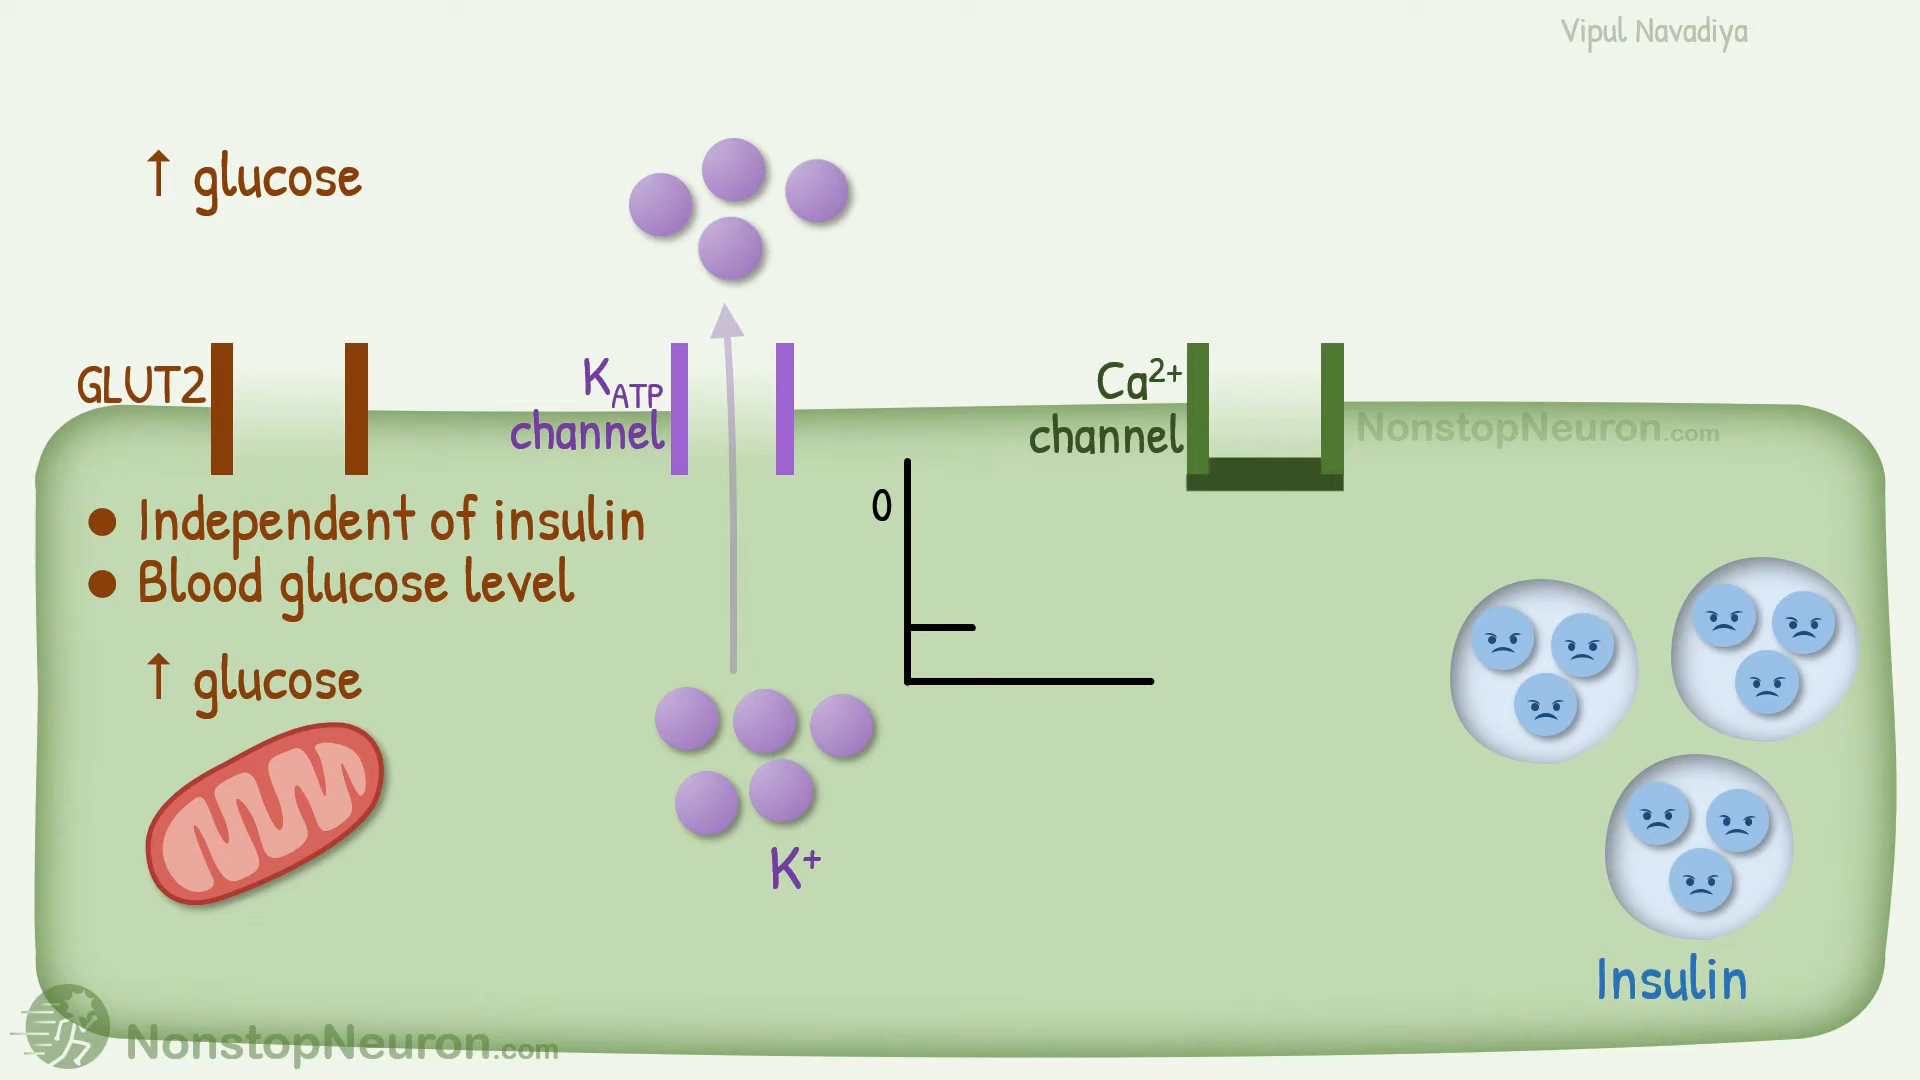 Vipul Navadiya
↑ glucose
GLUT2
K_ATP
channel
Ca²⁺
channel
NonstopNeuron.com
0
● Independent of insulin
● Blood glucose level
↑ glucose
K⁺
Insulin
NonstopNeuron.com